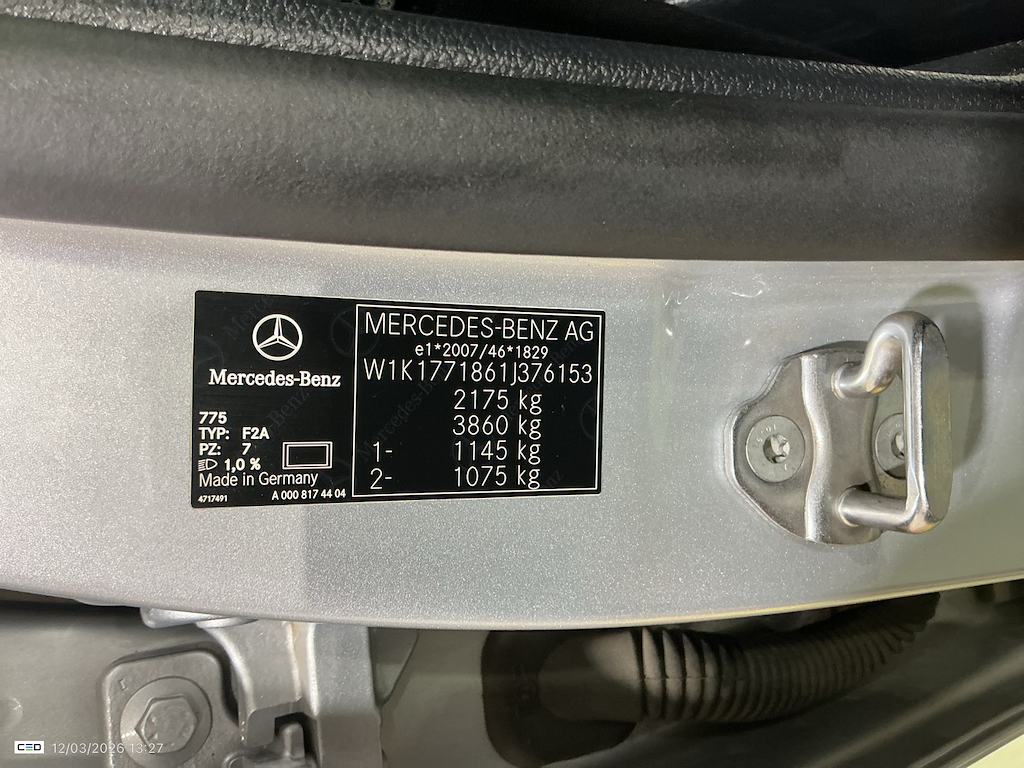 Mercedes-Benz
775
TYP: F2A
PZ: 7
1,0 %
Made in Germany
4717491 A 000 817 44 04
MERCEDES-BENZ AG
e1*2007/46*1829
W1K1771861J376153
2175 kg
3860 kg
1- 1145 kg
2- 1075 kg
CEO 12/03/2026 13:27